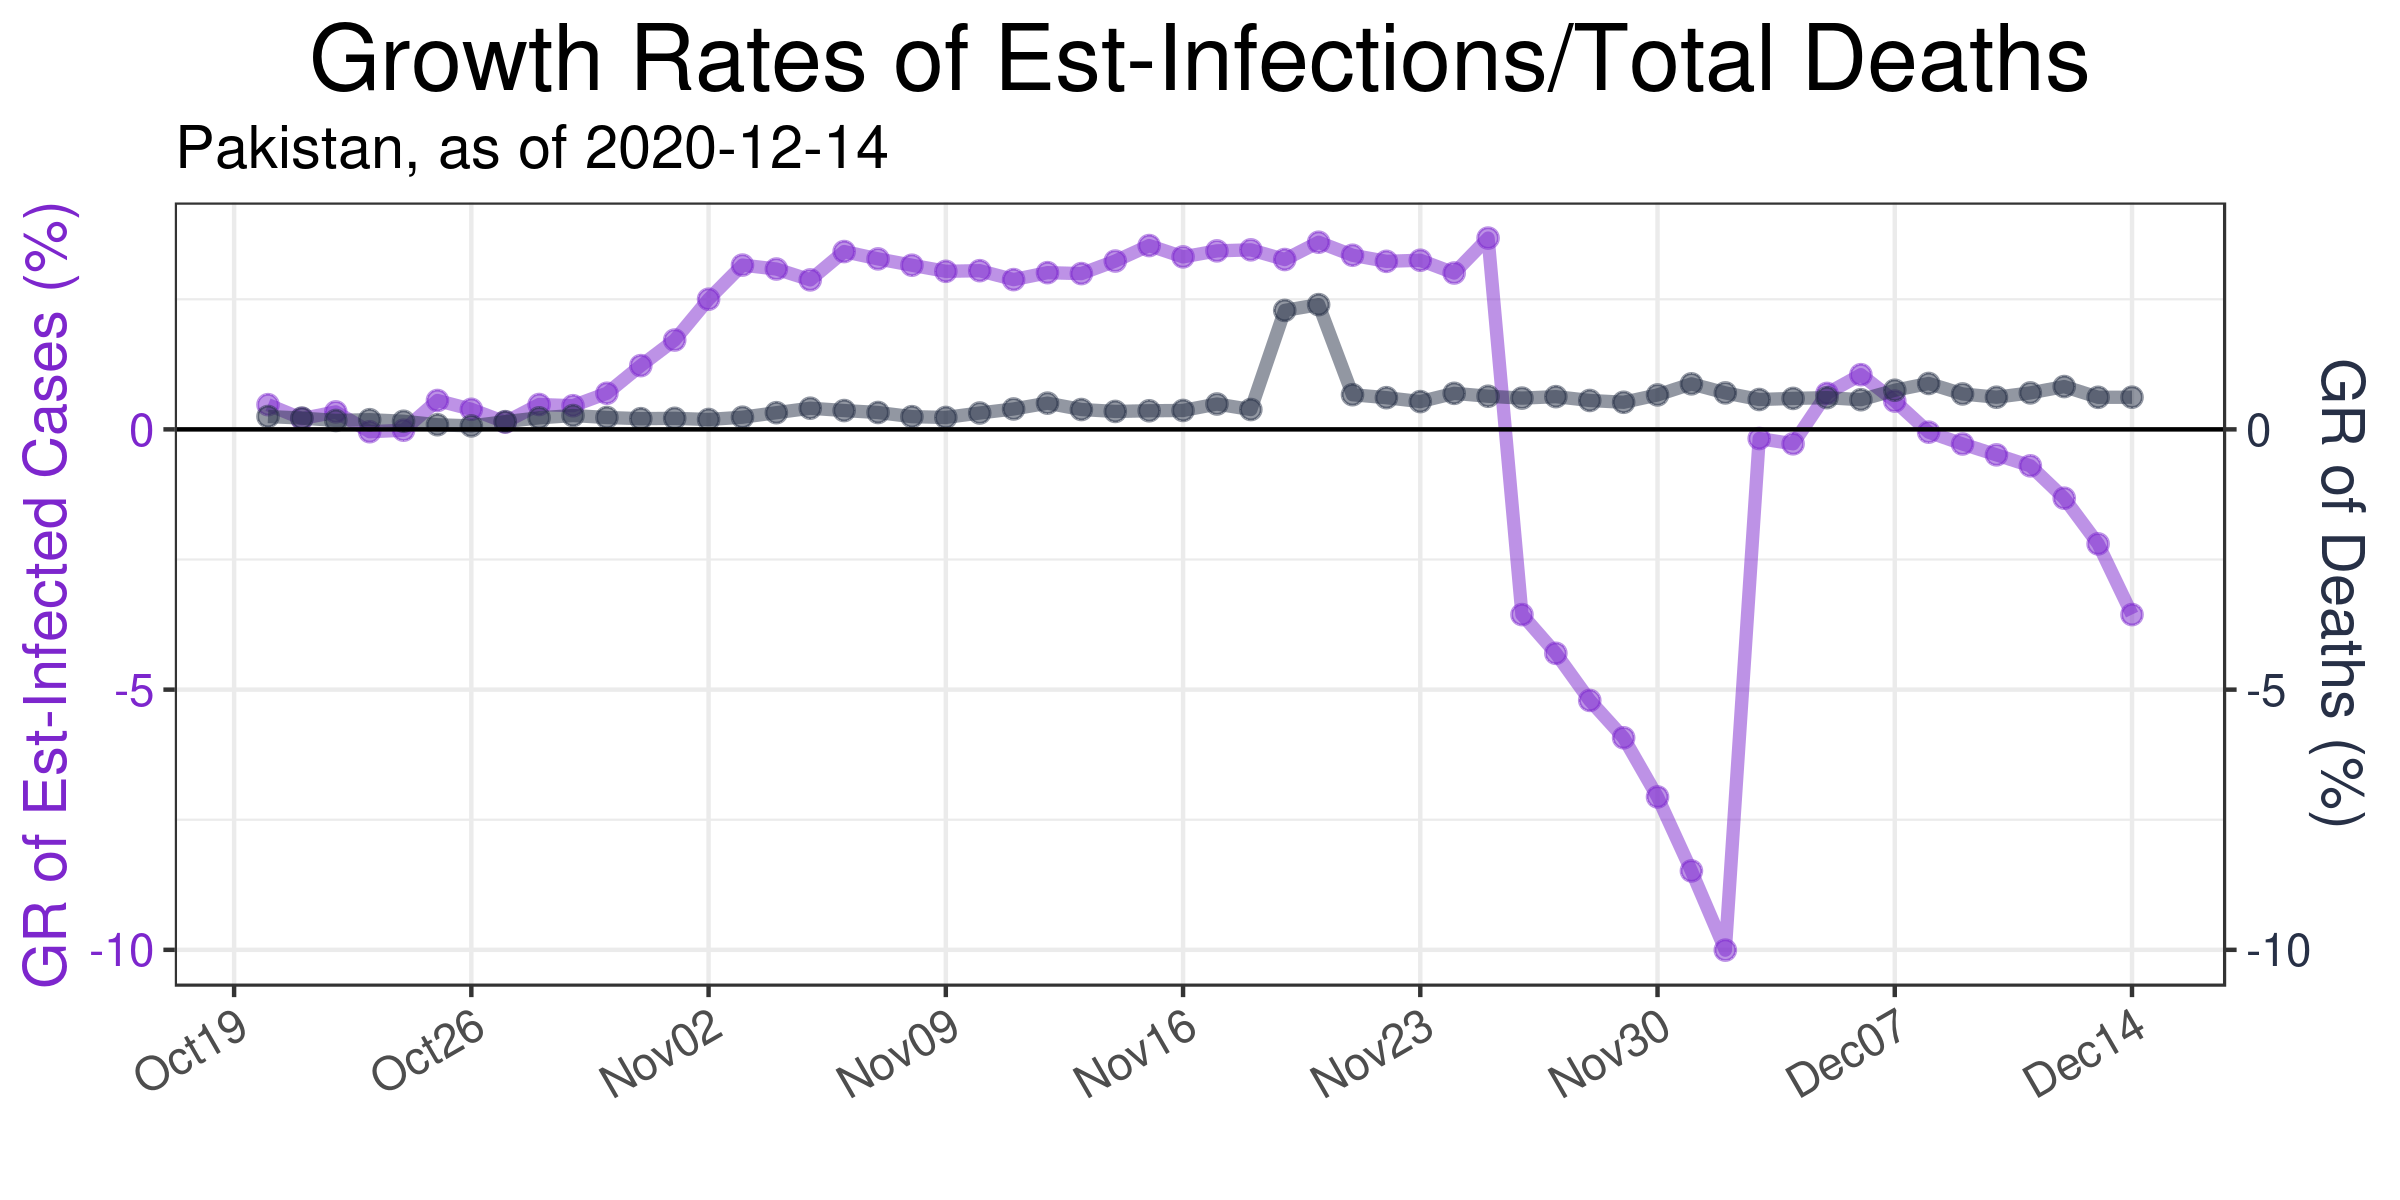 Growth Rates of Est-Infections/Total Deaths
Pakistan, as of 2020-12-14
GR of Est-Infected Cases (%)
0
-5
-10
0
-5
-10
GR of Deaths (%)
Oct19
Oct26
Nov02
Nov09
Nov16
Nov23
Nov30
Dec07
Dec14